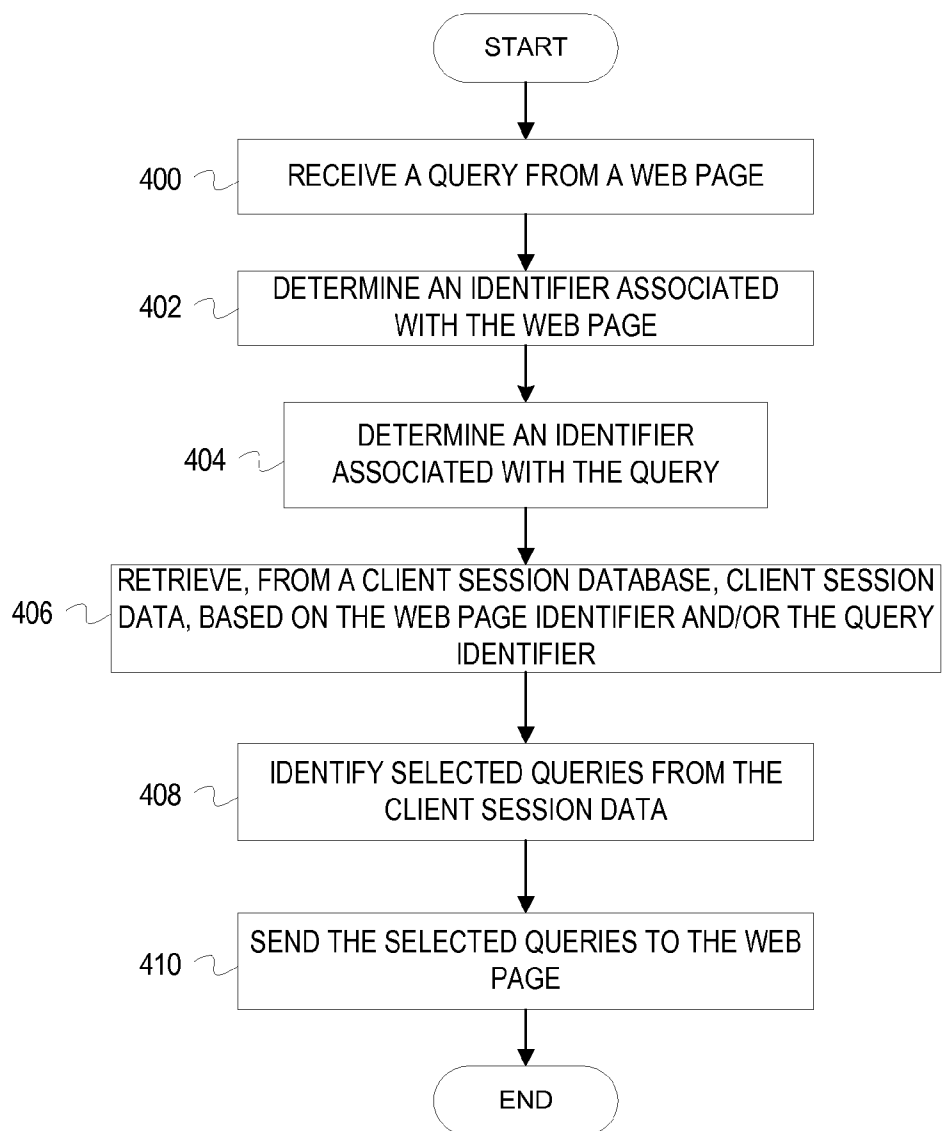 START
400
RECEIVE A QUERY FROM A WEB PAGE
402
DETERMINE AN IDENTIFIER ASSOCIATED
WITH THE WEB PAGE
404
DETERMINE AN IDENTIFIER
ASSOCIATED WITH THE QUERY
406
RETRIEVE, FROM A CLIENT SESSION DATABASE, CLIENT SESSION
DATA, BASED ON THE WEB PAGE IDENTIFIER AND/OR THE QUERY
IDENTIFIER
408
IDENTIFY SELECTED QUERIES FROM THE
CLIENT SESSION DATA
410
SEND THE SELECTED QUERIES TO THE WEB
PAGE
END